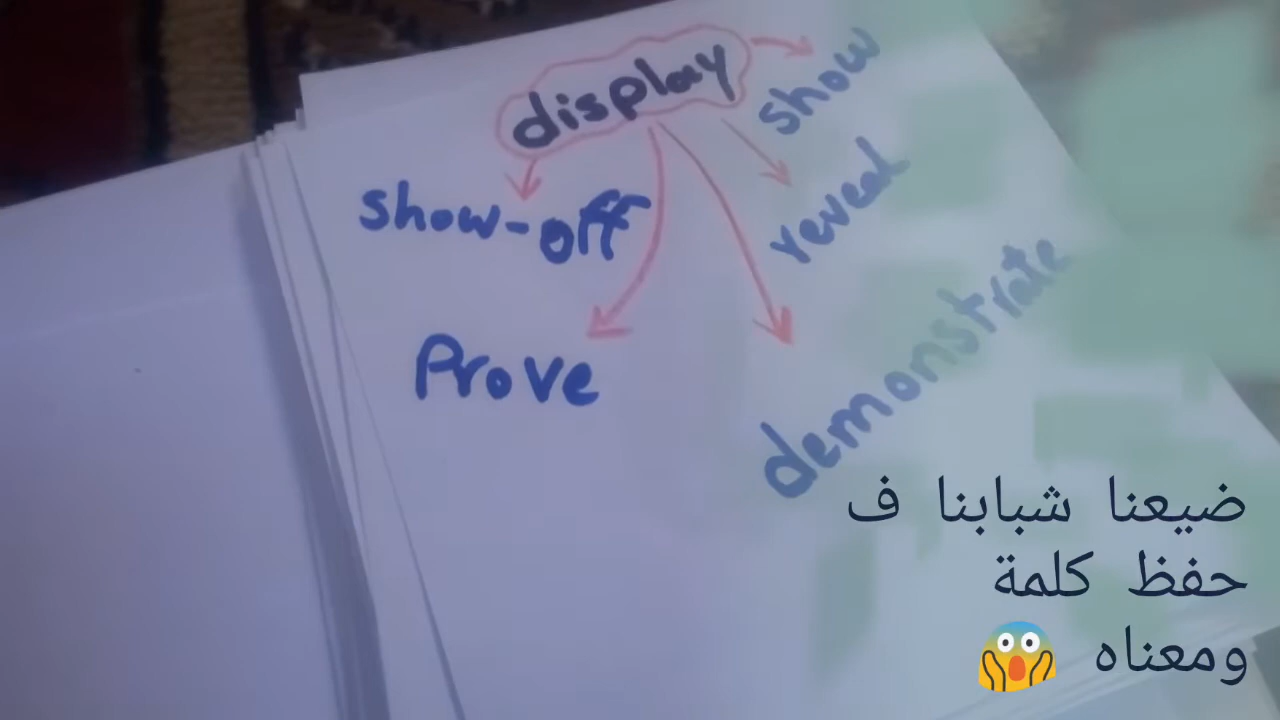 display
show
show-off
reveal
Prove
demonstrate
ضيعنا شبابنا ف
حفظ كلمة
ومعناه 😱